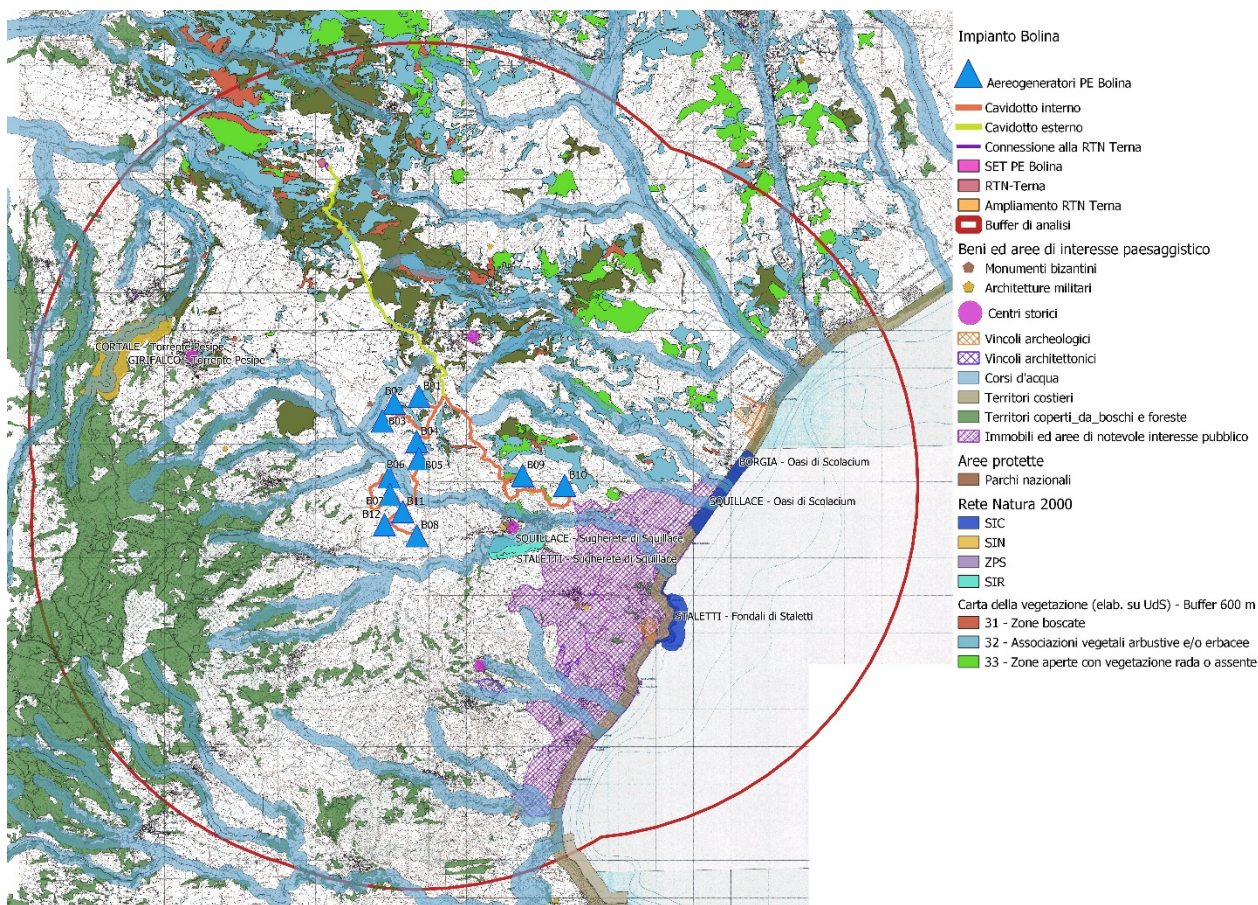 Impianto Bolina
Aereogeneratori PE Bolina
Cavidotto interno
Cavidotto esterno
Connessione alla RTN Terna
SET PE Bolina
RTN-Terna
Ampliamento RTN Terna
Buffer di analisi
Beni ed aree di interesse paesaggistico
Monumenti bizantini
Architetture militari
Centri storici
Vincoli archeologici
Vincoli architettonici
Corsi d'acqua
Territori costieri
Territori coperti_da_boschi e foreste
Immobili ed aree di notevole interesse pubblico
Aree protette
Parchi nazionali
Rete Natura 2000
SIC
SIN
ZPS
SIR
Carta della vegetazione (elab. su UdS) - Buffer 600 m
31 - Zone boscate
32 - Associazioni vegetali arbustive e/o erbacee
33 - Zone aperte con vegetazione rada o assente
CORTALE - Torrente Pesipe
GIRIFALCO - Torrente Pesipe
B01
B02
B03
B04
B05
B06
B07
B11
B12
B08
B09
B10
BORGIA - Oasi di Scolacium
SQUILLACE - Oasi di Scolacium
SQUILLACE - Sugherete di Squillace
STALETTI - Sugherete di Squillace
STALETTI - Fondali di Staletti